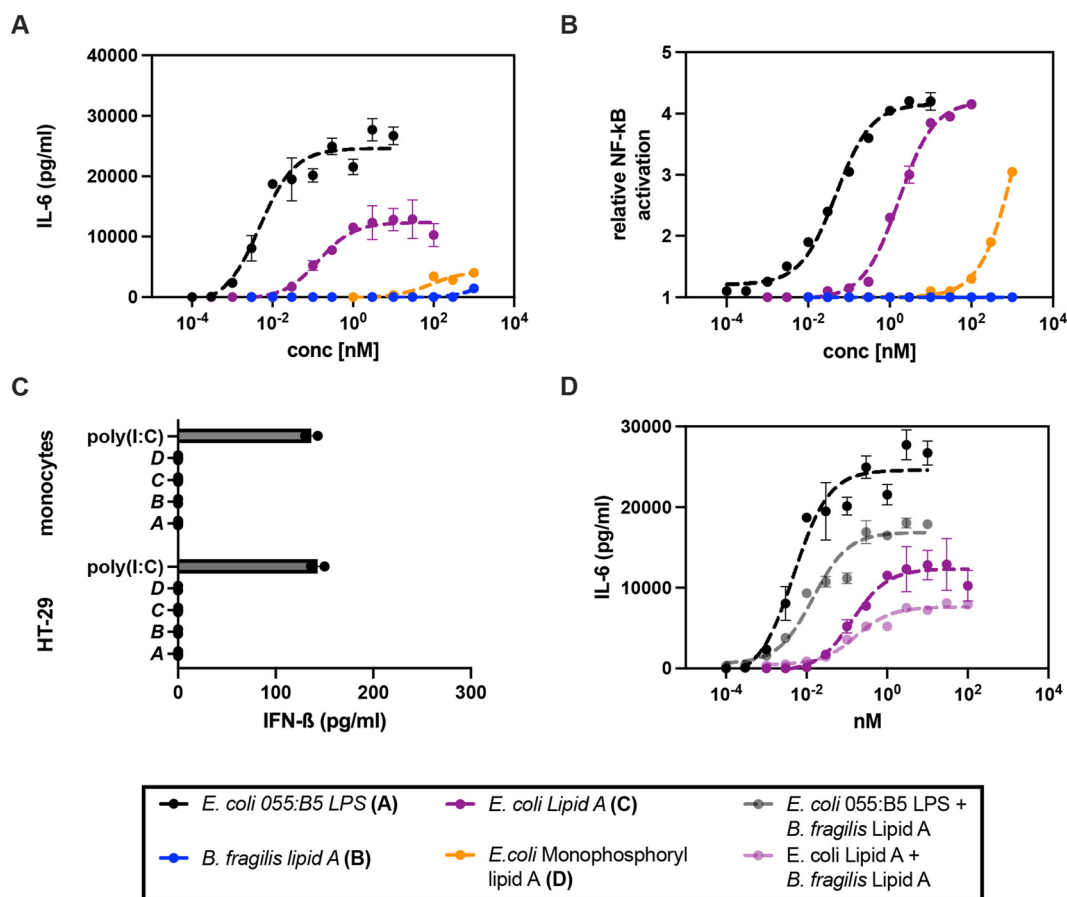 A
40000
30000
20000
10000
0
IL-6 (pg/ml)
10⁻⁴ 10⁻² 10⁰ 10² 10⁴
conc [nM]
B
5
4
3
2
1
relative NF-kB
activation
10⁻⁴ 10⁻² 10⁰ 10² 10⁴
conc [nM]
C
monocytes
poly(I:C)
D
C
B
A
HT-29
poly(I:C)
D
C
B
A
0 100 200 300
IFN-ß (pg/ml)
D
30000
20000
10000
0
IL-6 (pg/ml)
10⁻⁴ 10⁻² 10⁰ 10² 10⁴
nM
E. coli 055:B5 LPS (A)
B. fragilis lipid A (B)
E. coli Lipid A (C)
E.coli Monophosphoryl
lipid A (D)
E. coli 055:B5 LPS +
B. fragilis Lipid A
E. coli Lipid A +
B. fragilis Lipid A